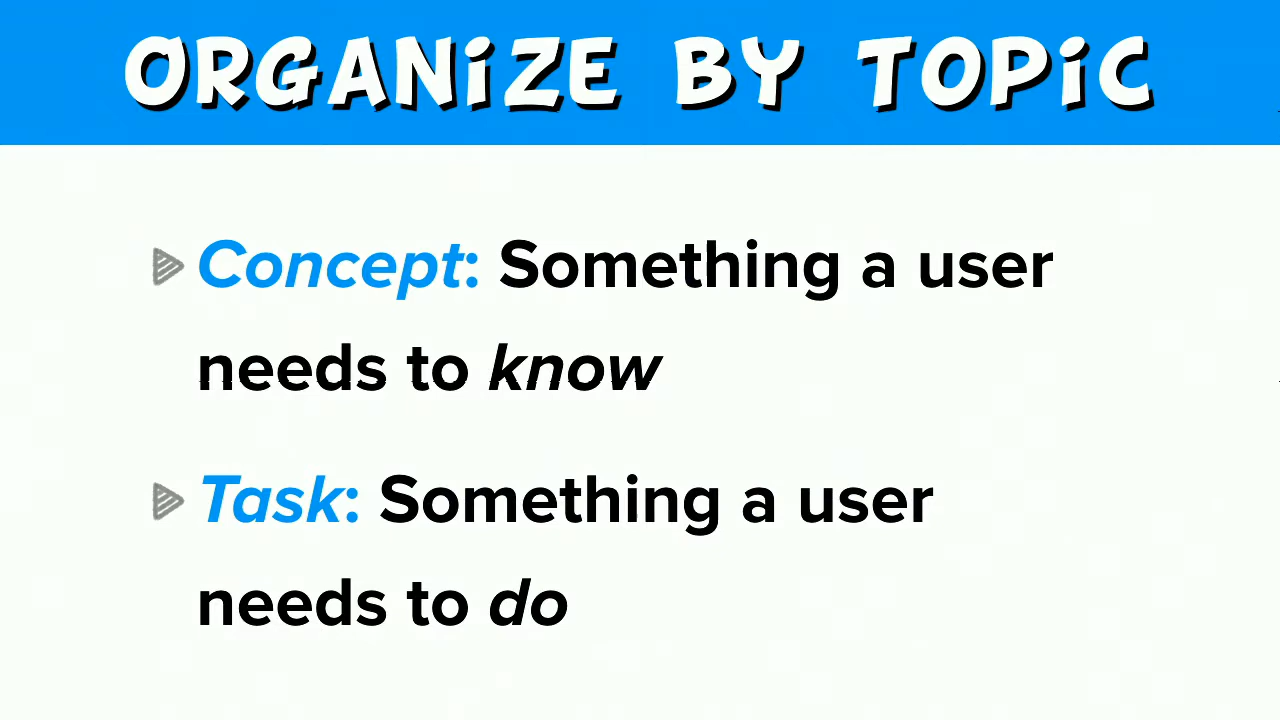 ORGANIZE BY TOPIC
Concept: Something a user
needs to know
Task: Something a user
needs to do